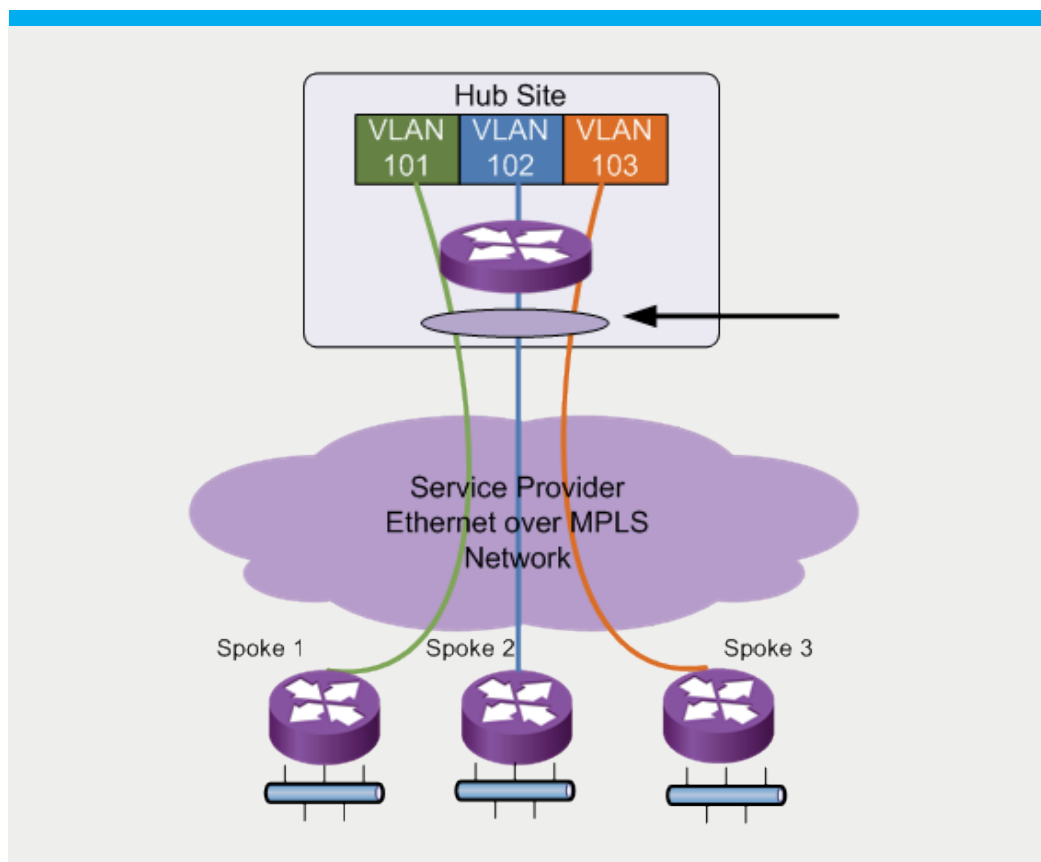 Hub Site
VLAN 101
VLAN 102
VLAN 103
Service Provider
Ethernet over MPLS
Network
Spoke 1
Spoke 2
Spoke 3